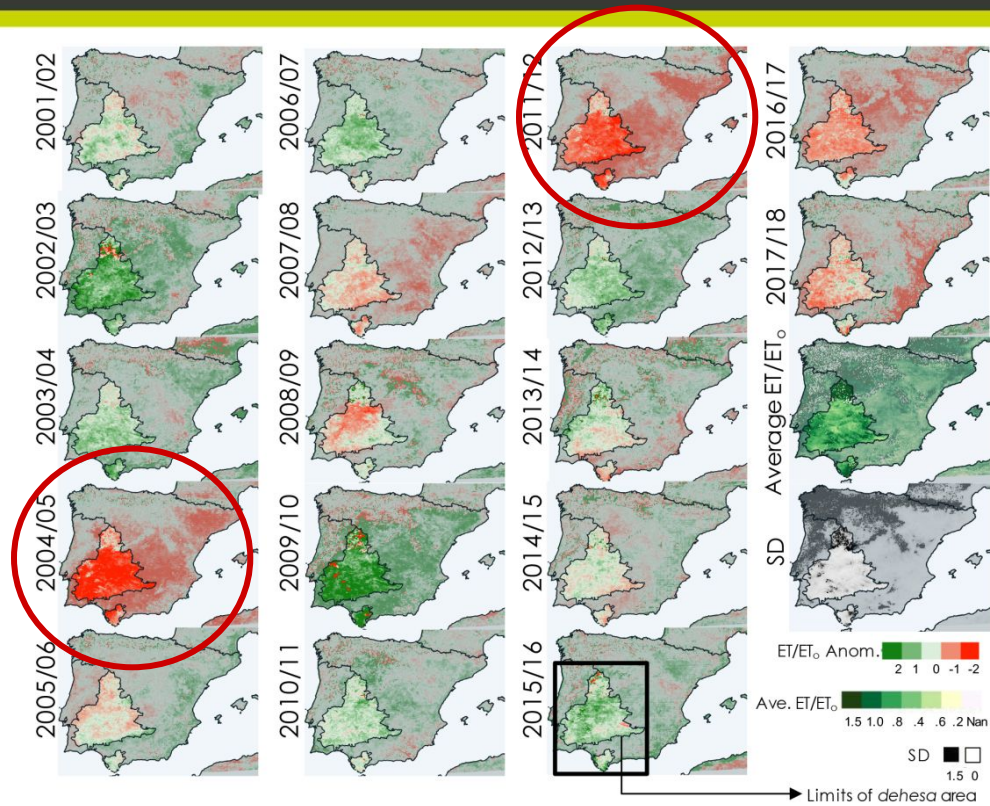 2001/02
2002/03
2003/04
2004/05
2005/06
2006/07
2007/08
2008/09
2009/10
2010/11
2011/12
2012/13
2013/14
2014/15
2015/16
2016/17
2017/18
Average ET/ETₒ
SD
ET/ETₒ Anom.
2 1 0 -1 -2
Ave. ET/ETₒ
1.5 1.0 .8 .4 .6 .2 Nan
SD
1.5 0
Limits of dehesa area